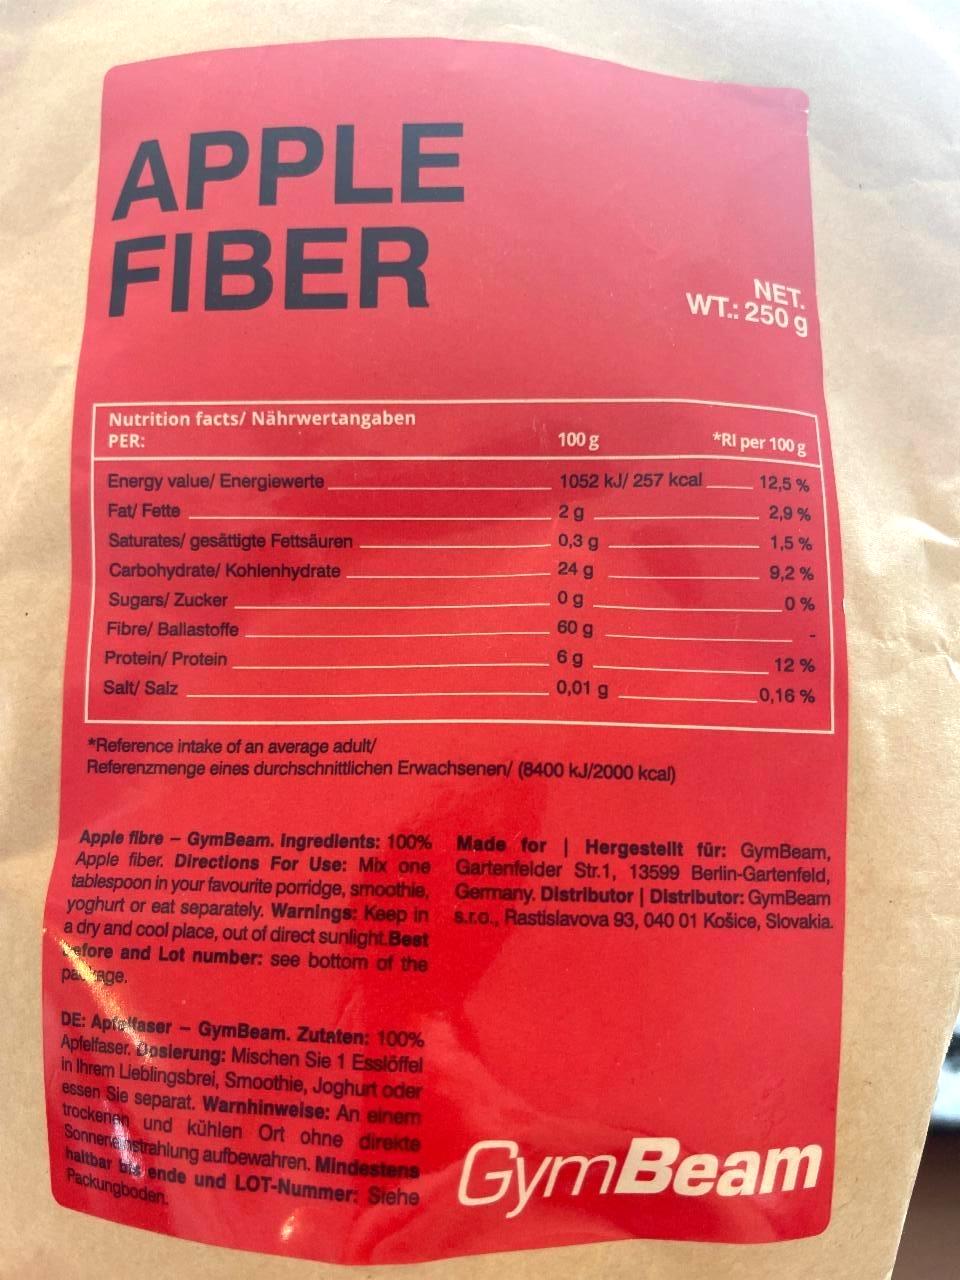 APPLE
FIBER
NET.
WT.: 250 g
Nutrition facts/ Nährwertangaben
PER: 100 g *RI per 100 g
Energy value/ Energiewerte 1052 kJ/ 257 kcal 12,5 %
Fat/ Fette 2 g 2,9 %
Saturates/ gesättigte Fettsäuren 0,3 g 1,5 %
Carbohydrate/ Kohlenhydrate 24 g 9,2 %
Sugars/ Zucker 0 g 0 %
Fibre/ Ballastoffe 60 g -
Protein/ Protein 6 g 12 %
Salt/ Salz 0,01 g 0,16 %
*Reference intake of an average adult/
Referenzmenge eines durchschnittlichen Erwachsenen/ (8400 kJ/2000 kcal)
Apple fibre – GymBeam. Ingredients: 100%
Apple fiber. Directions For Use: Mix one
tablespoon in your favourite porridge, smoothie,
yoghurt or eat separately. Warnings: Keep in
a dry and cool place, out of direct sunlight.Best
before and Lot number: see bottom of the
package.
DE: Apfelfaser – GymBeam. Zutaten: 100%
Apfelfaser. Dosierung: Mischen Sie 1 Esslöffel
in Ihrem Lieblingsbrei, Smoothie, Joghurt oder
essen Sie separat. Warnhinweise: An einem
trockenen und kühlen Ort ohne direkte
Sonneneinstrahlung aufbewahren. Mindestens
haltbar bis ende und LOT-Nummer: Siehe
Packungboden.
Made for | Hergestellt für: GymBeam,
Gartenfelder Str.1, 13599 Berlin-Gartenfeld,
Germany. Distributor | Distributor: GymBeam
s.r.o., Rastislavova 93, 040 01 Košice, Slovakia.
GymBeam